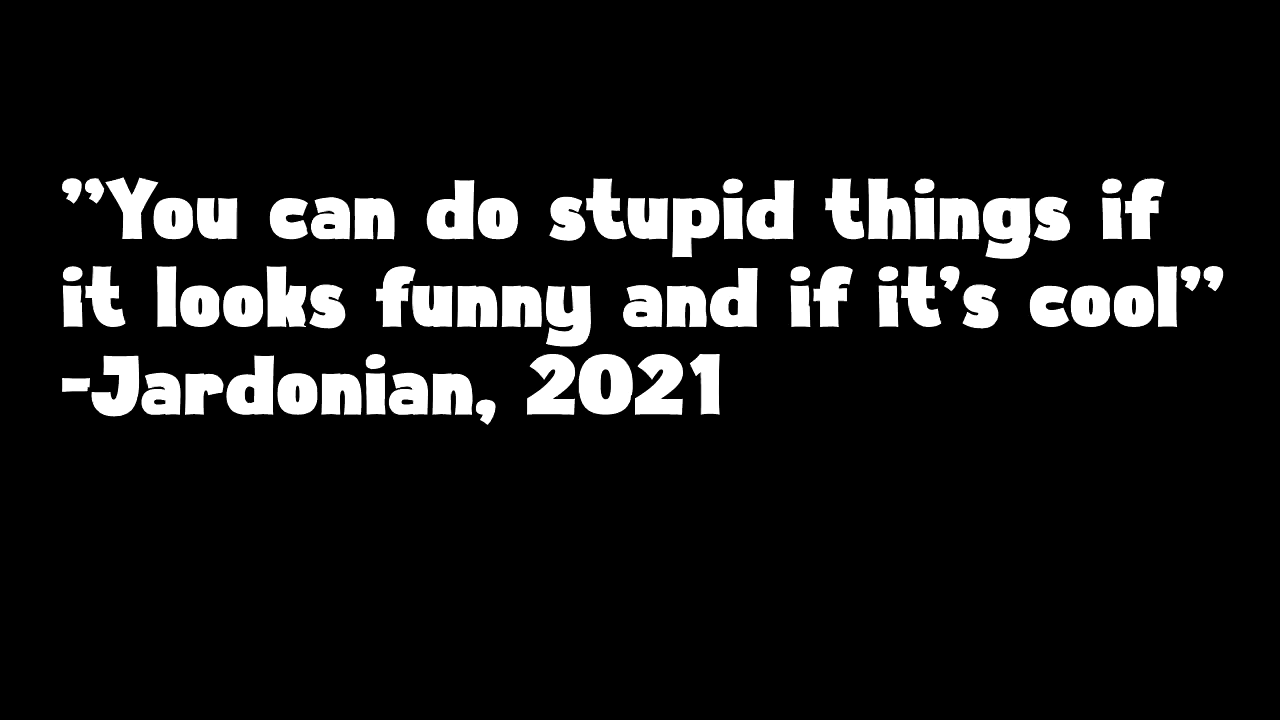 ”You can do stupid things if
it looks funny and if it’s cool”
-Jardonian, 2021